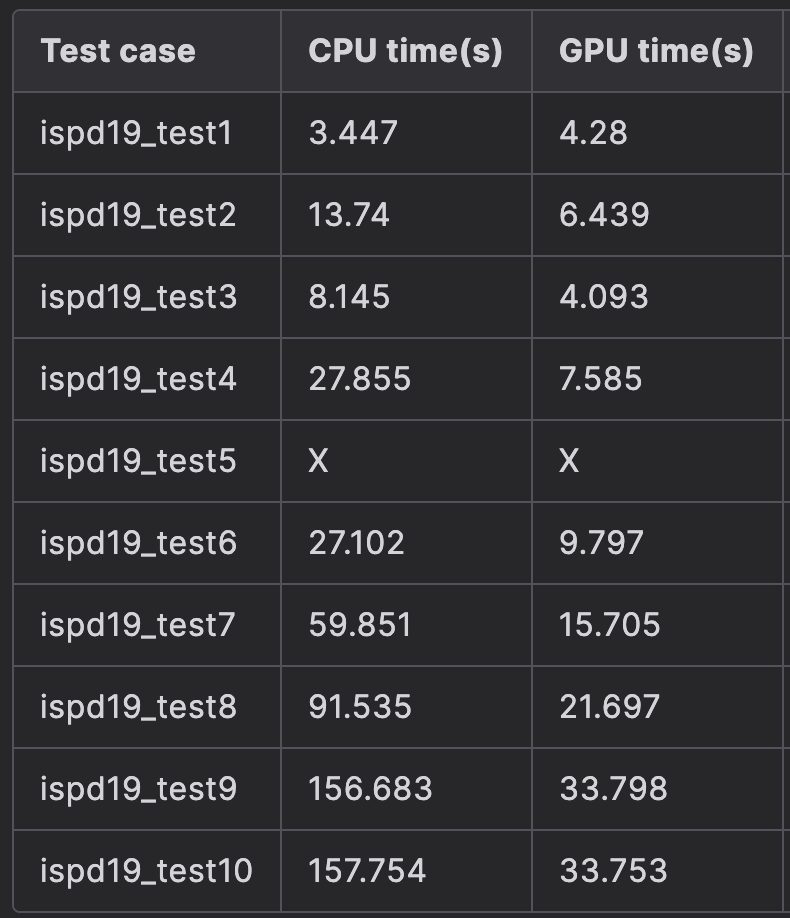 Test case CPU time(s) GPU time(s)
ispd19_test1 3.447 4.28
ispd19_test2 13.74 6.439
ispd19_test3 8.145 4.093
ispd19_test4 27.855 7.585
ispd19_test5 X X
ispd19_test6 27.102 9.797
ispd19_test7 59.851 15.705
ispd19_test8 91.535 21.697
ispd19_test9 156.683 33.798
ispd19_test10 157.754 33.753